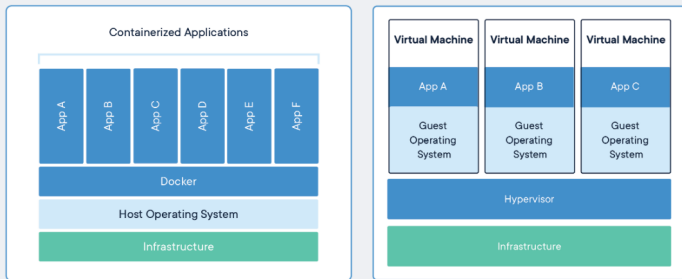 Containerized Applications
App A
App B
App C
App D
App E
App F
Docker
Host Operating System
Infrastructure
Virtual Machine
App A
Guest
Operating
System
Virtual Machine
App B
Guest
Operating
System
Virtual Machine
App C
Guest
Operating
System
Hypervisor
Infrastructure